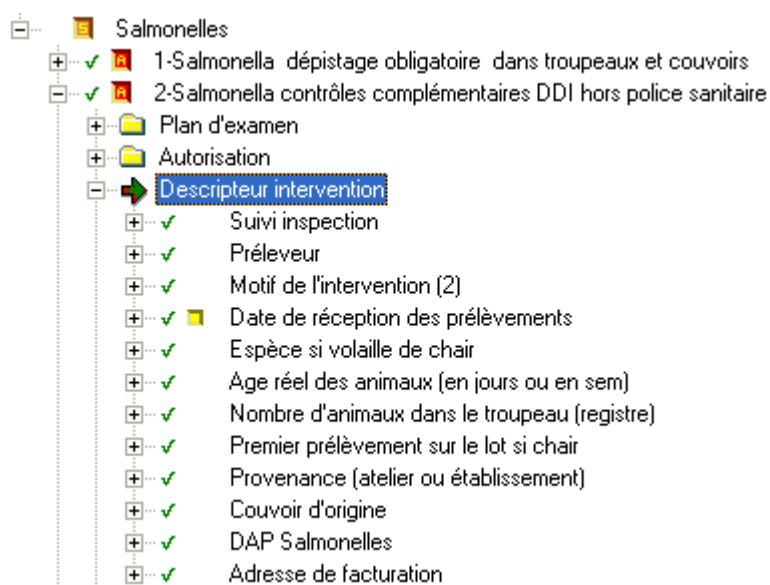 Salmonelles
1-Salmonella dépistage obligatoire dans troupeaux et couvoirs
2-Salmonella contrôles complémentaires DDI hors police sanitaire
Plan d'examen
Autorisation
Descripteur intervention
Suivi inspection
Préleveur
Motif de l'intervention (2)
Date de réception des prélèvements
Espèce si volaille de chair
Age réel des animaux (en jours ou en sem)
Nombre d'animaux dans le troupeau (registre)
Premier prélèvement sur le lot si chair
Provenance (atelier ou établissement)
Couvoir d'origine
DAP Salmonelles
Adresse de facturation